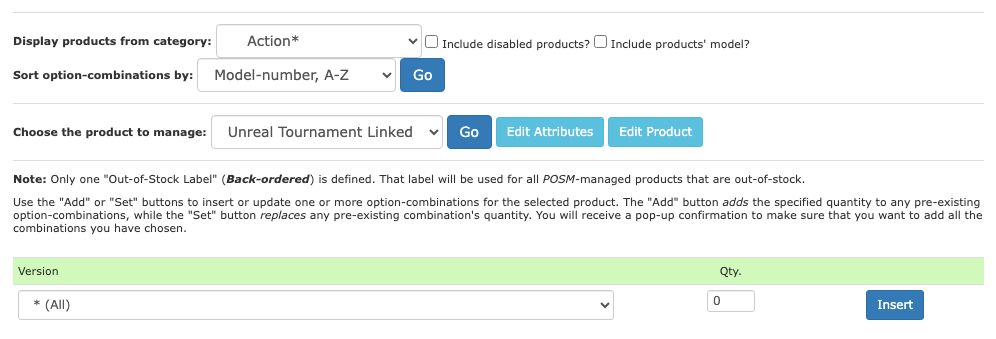 Display products from category: Action* Include disabled products? Include products' model?
Sort option-combinations by: Model-number, A-Z Go
Choose the product to manage: Unreal Tournament Linked Go Edit Attributes Edit Product
Note: Only one "Out-of-Stock Label" (Back-ordered) is defined. That label will be used for all POSM-managed products that are out-of-stock.
Use the "Add" or "Set" buttons to insert or update one or more option-combinations for the selected product. The "Add" button adds the specified quantity to any pre-existing
option-combinations, while the "Set" button replaces any pre-existing combination's quantity. You will receive a pop-up confirmation to make sure that you want to add all the
combinations you have chosen.
Version Qty.
* (All) 0 Insert